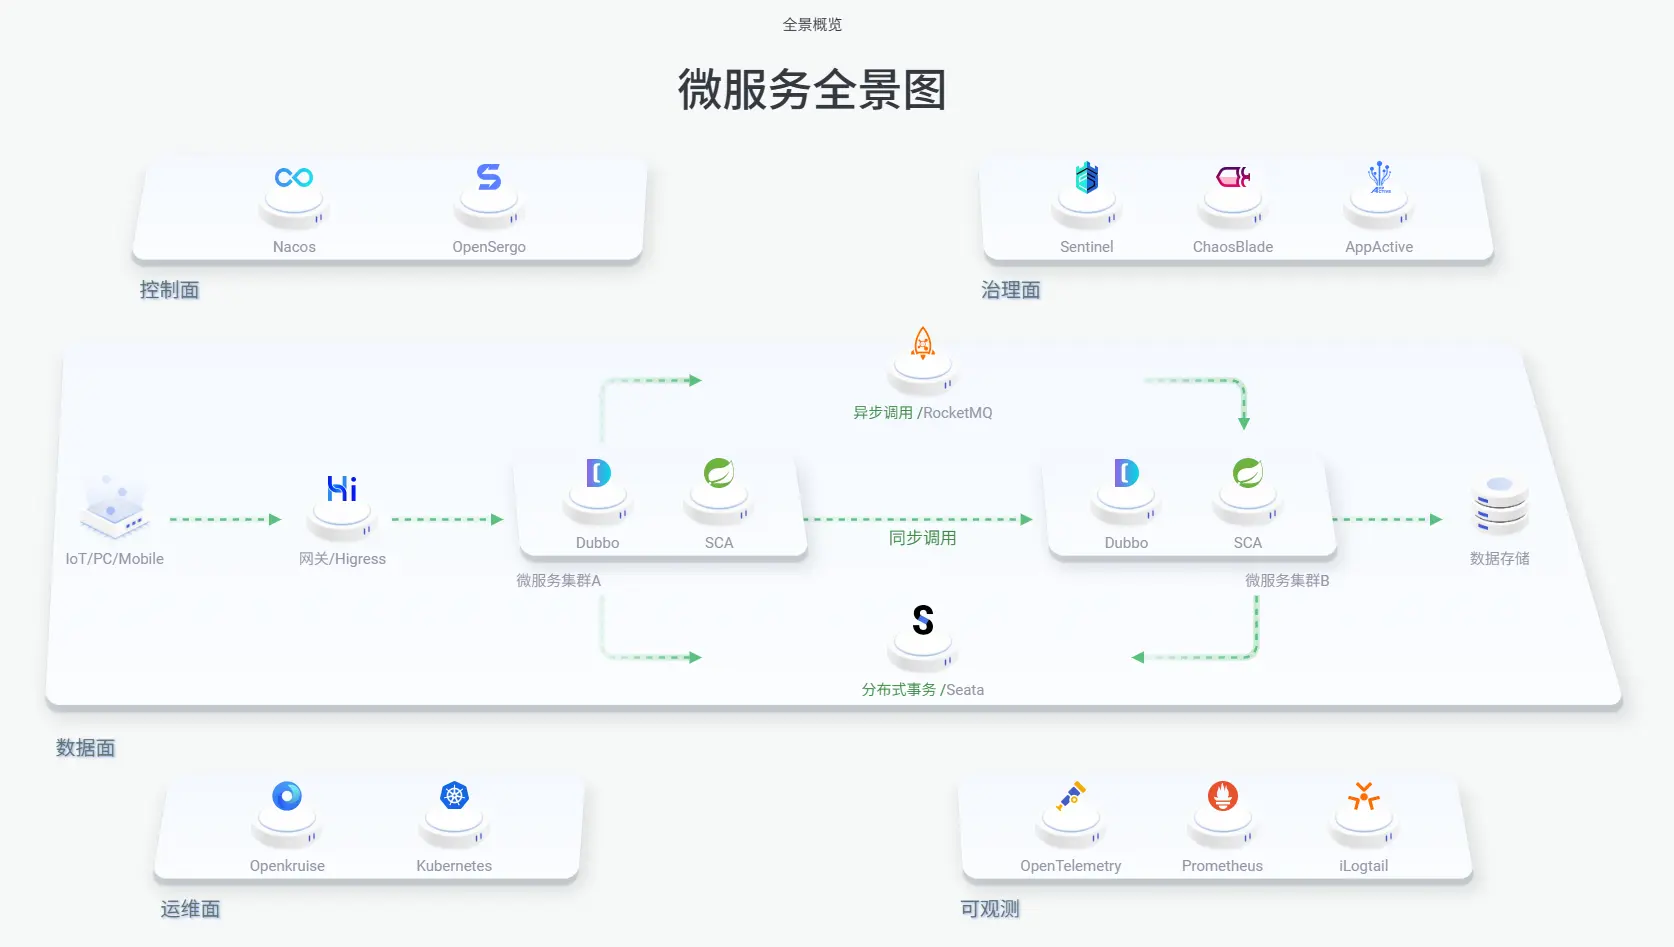 全景概览
微服务全景图
Nacos
OpenSergo
控制面
Sentinel
ChaosBlade
AppActive
治理面
异步调用 /RocketMQ
Hi
IoT/PC/Mobile
网关/Higress
Dubbo
SCA
微服务集群A
同步调用
Dubbo
SCA
微服务集群B
数据存储
分布式事务 /Seata
数据面
Openkruise
Kubernetes
运维面
OpenTelemetry
Prometheus
iLogtail
可观测